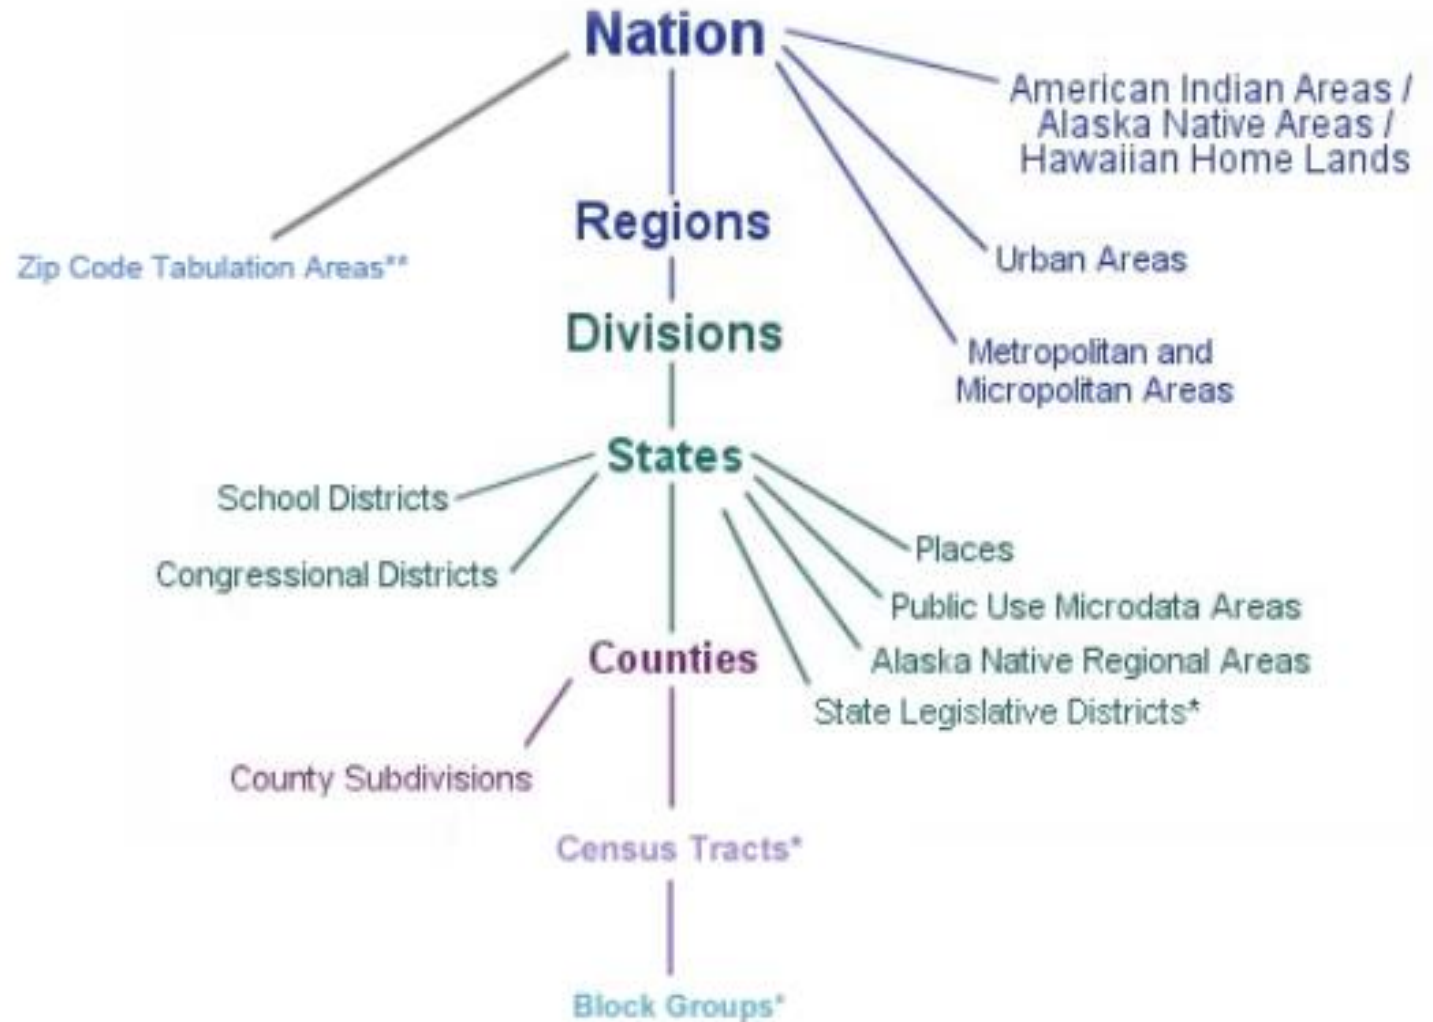 Nation
American Indian Areas /
Alaska Native Areas /
Hawaiian Home Lands
Regions
Zip Code Tabulation Areas**
Urban Areas
Divisions
Metropolitan and
Micropolitan Areas
States
School Districts
Places
Congressional Districts
Public Use Microdata Areas
Counties
Alaska Native Regional Areas
State Legislative Districts*
County Subdivisions
Census Tracts*
Block Groups*